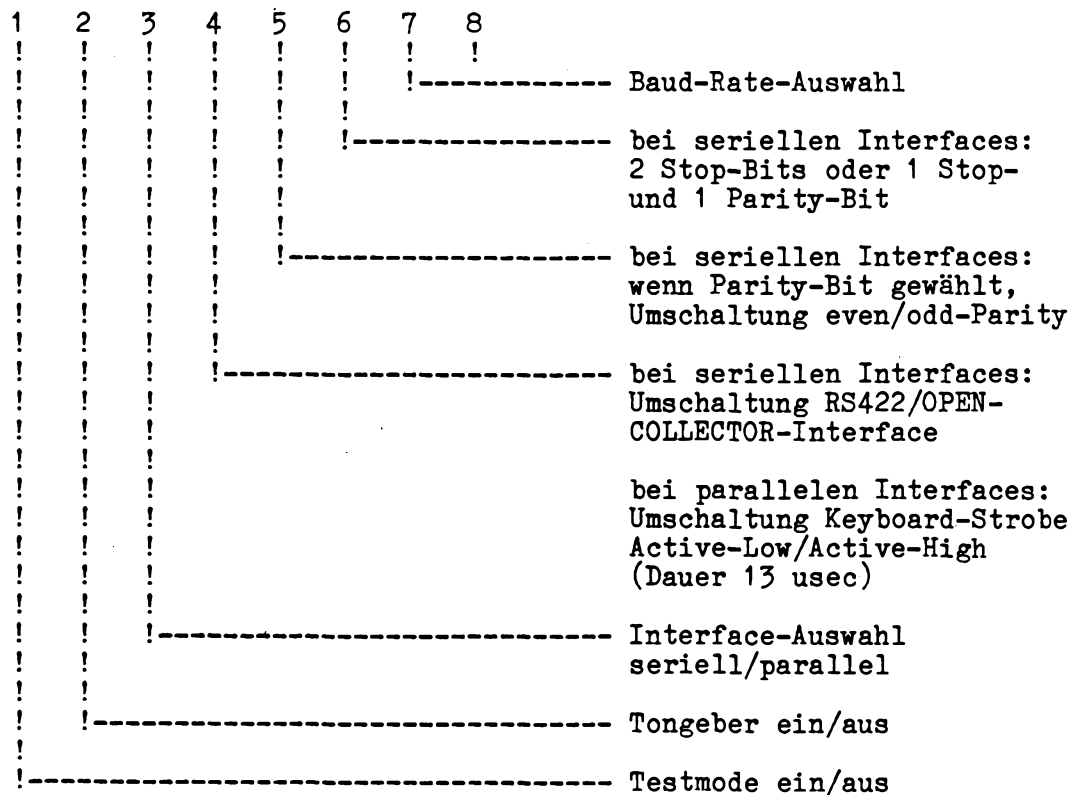 1    2    3    4    5    6    7    8
!    !    !    !    !    !    !    !
!    !    !    !    !    !    !------------ Baud-Rate-Auswahl
!    !    !    !    !    !
!    !    !    !    !    !---------------- bei seriellen Interfaces:
!    !    !    !    !                      2 Stop-Bits oder 1 Stop-
!    !    !    !    !                      und 1 Parity-Bit
!    !    !    !    !
!    !    !    !    !-------------------- bei seriellen Interfaces:
!    !    !    !                           wenn Parity-Bit gewählt,
!    !    !    !                           Umschaltung even/odd-Parity
!    !    !    !
!    !    !    !------------------------ bei seriellen Interfaces:
!    !    !                                Umschaltung RS422/OPEN-
!    !    !                                COLLECTOR-Interface
!    !    !
!    !    !                                bei parallelen Interfaces:
!    !    !                                Umschaltung Keyboard-Strobe
!    !    !                                Active-Low/Active-High
!    !    !                                (Dauer 13 usec)
!    !    !
!    !    !----------------------------- Interface-Auswahl
!    !                                     seriell/parallel
!    !
!    !--------------------------------- Tongeber ein/aus
!
!------------------------------------- Testmode ein/aus